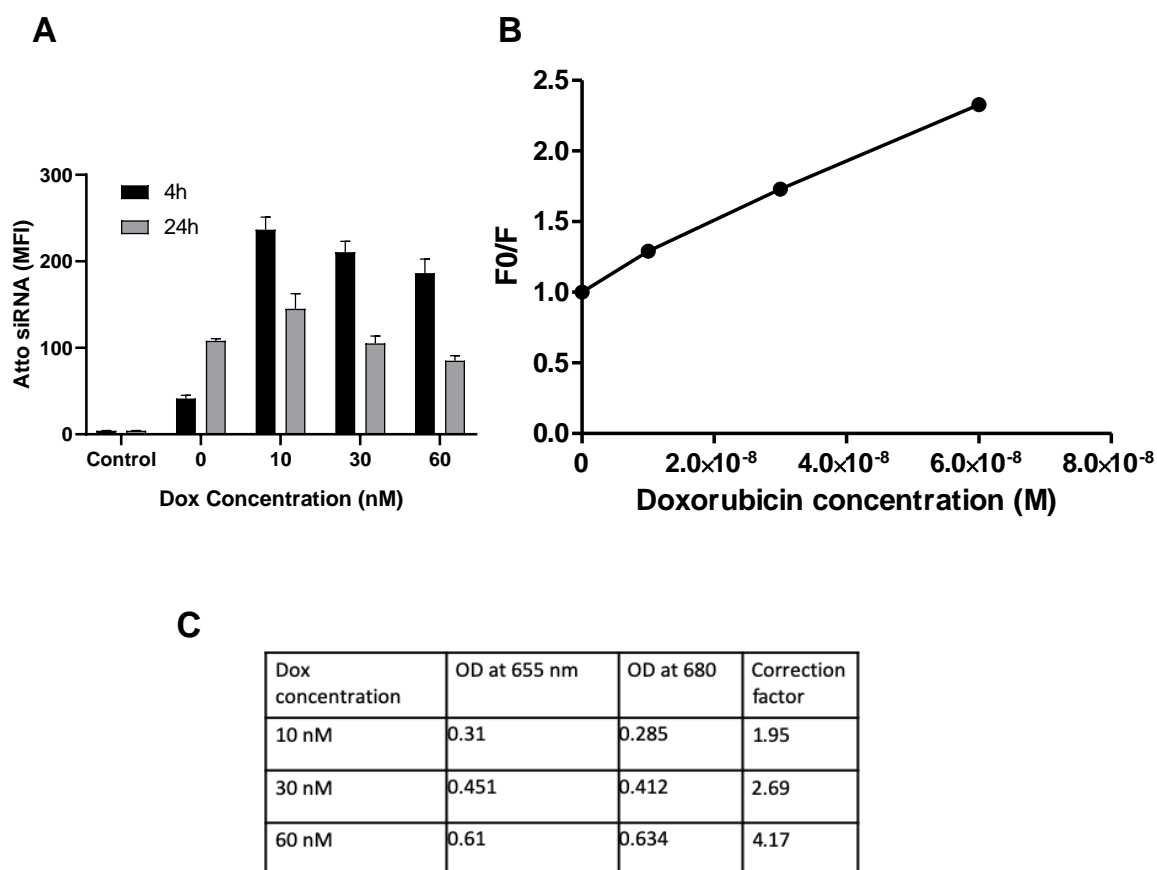 A
B
300
200
100
0
Atto siRNA (MFI)
4h
24h
Control
0
10
30
60
Dox Concentration (nM)
2.5
2.0
1.5
1.0
0.5
0.0
F0/F
0
2.0×10⁻⁸
4.0×10⁻⁸
6.0×10⁻⁸
8.0×10⁻⁸
Doxorubicin concentration (M)
C
Dox concentration OD at 655 nm OD at 680 Correction factor
10 nM 0.31 0.285 1.95
30 nM 0.451 0.412 2.69
60 nM 0.61 0.634 4.17